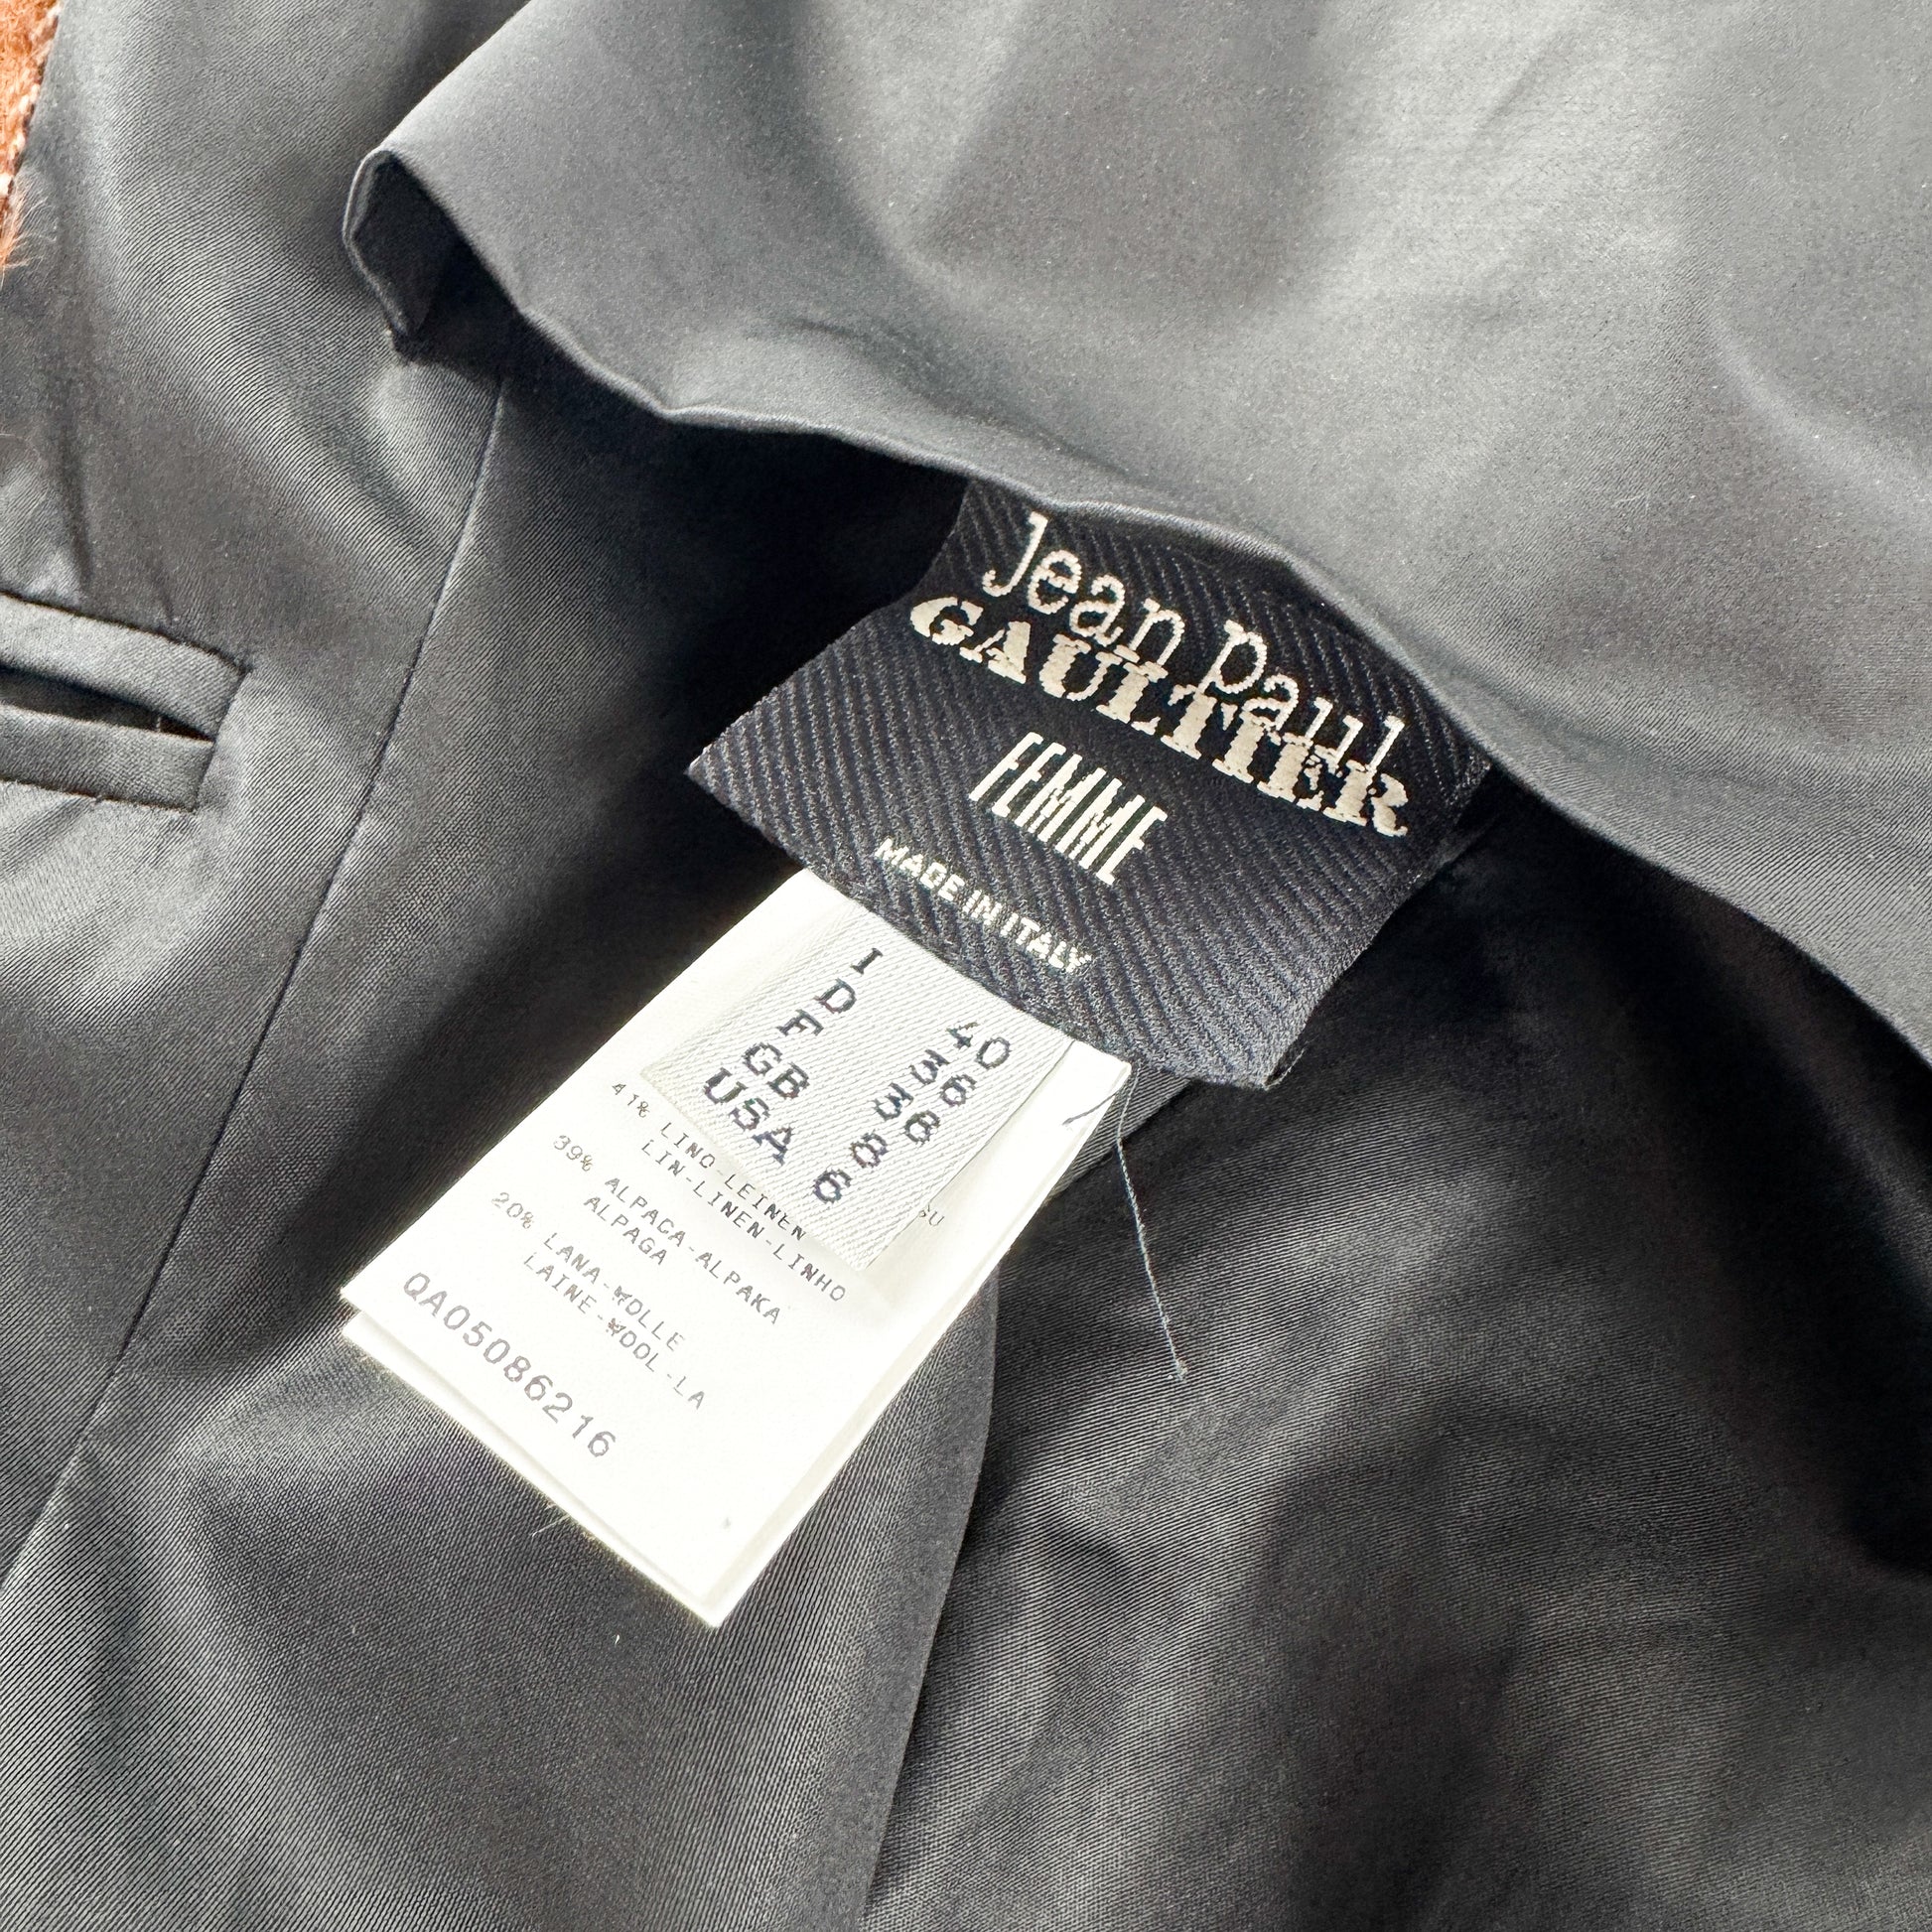 Jean Paul
GAULTIER
FEMME
MADE IN ITALY
I 40
D 36
F 36
GB 8
USA 6
41% LINO-LEINEN
LIN-LINEN-LINHO
39% ALPACA-ALPAKA
ALPAGA
20% LANA-WOLLE
LAINE-WOOL-LA
QA05086216